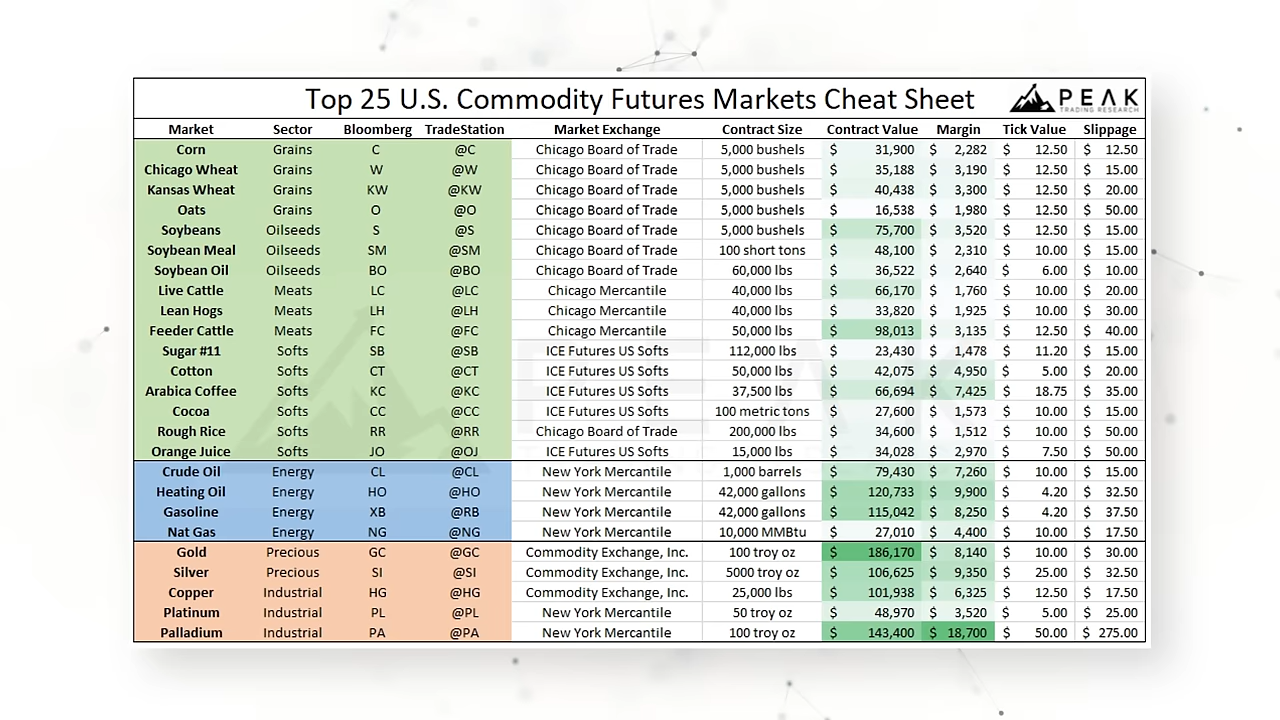 Top 25 U.S. Commodity Futures Markets Cheat Sheet
PEAK
TRADING RESEARCH
Market Sector Bloomberg TradeStation Market Exchange Contract Size Contract Value Margin Tick Value Slippage
Corn Grains C @C Chicago Board of Trade 5,000 bushels $ 31,900 $ 2,282 $ 12.50 $ 12.50
Chicago Wheat Grains W @W Chicago Board of Trade 5,000 bushels $ 35,188 $ 3,190 $ 12.50 $ 15.00
Kansas Wheat Grains KW @KW Chicago Board of Trade 5,000 bushels $ 40,438 $ 3,300 $ 12.50 $ 20.00
Oats Grains O @O Chicago Board of Trade 5,000 bushels $ 16,538 $ 1,980 $ 12.50 $ 50.00
Soybeans Oilseeds S @S Chicago Board of Trade 5,000 bushels $ 75,700 $ 3,520 $ 12.50 $ 15.00
Soybean Meal Oilseeds SM @SM Chicago Board of Trade 100 short tons $ 48,100 $ 2,310 $ 10.00 $ 15.00
Soybean Oil Oilseeds BO @BO Chicago Board of Trade 60,000 lbs $ 36,522 $ 2,640 $ 6.00 $ 10.00
Live Cattle Meats LC @LC Chicago Mercantile 40,000 lbs $ 66,170 $ 1,760 $ 10.00 $ 20.00
Lean Hogs Meats LH @LH Chicago Mercantile 40,000 lbs $ 33,820 $ 1,925 $ 10.00 $ 30.00
Feeder Cattle Meats FC @FC Chicago Mercantile 50,000 lbs $ 98,013 $ 3,135 $ 12.50 $ 40.00
Sugar #11 Softs SB @SB ICE Futures US Softs 112,000 lbs $ 23,430 $ 1,478 $ 11.20 $ 15.00
Cotton Softs CT @CT ICE Futures US Softs 50,000 lbs $ 42,075 $ 4,950 $ 5.00 $ 20.00
Arabica Coffee Softs KC @KC ICE Futures US Softs 37,500 lbs $ 66,694 $ 7,425 $ 18.75 $ 35.00
Cocoa Softs CC @CC ICE Futures US Softs 100 metric tons $ 27,600 $ 1,573 $ 10.00 $ 15.00
Rough Rice Softs RR @RR Chicago Board of Trade 200,000 lbs $ 34,600 $ 1,512 $ 10.00 $ 50.00
Orange Juice Softs JO @OJ ICE Futures US Softs 15,000 lbs $ 34,028 $ 2,970 $ 7.50 $ 50.00
Crude Oil Energy CL @CL New York Mercantile 1,000 barrels $ 79,430 $ 7,260 $ 10.00 $ 15.00
Heating Oil Energy HO @HO New York Mercantile 42,000 gallons $ 120,733 $ 9,900 $ 4.20 $ 32.50
Gasoline Energy XB @RB New York Mercantile 42,000 gallons $ 115,042 $ 8,250 $ 4.20 $ 37.50
Nat Gas Energy NG @NG New York Mercantile 10,000 MMBtu $ 27,010 $ 4,400 $ 10.00 $ 17.50
Gold Precious GC @GC Commodity Exchange, Inc. 100 troy oz $ 186,170 $ 8,140 $ 10.00 $ 30.00
Silver Precious SI @SI Commodity Exchange, Inc. 5000 troy oz $ 106,625 $ 9,350 $ 25.00 $ 32.50
Copper Industrial HG @HG Commodity Exchange, Inc. 25,000 lbs $ 101,938 $ 6,325 $ 12.50 $ 17.50
Platinum Industrial PL @PL New York Mercantile 50 troy oz $ 48,970 $ 3,520 $ 5.00 $ 25.00
Palladium Industrial PA @PA New York Mercantile 100 troy oz $ 143,400 $ 18,700 $ 50.00 $ 275.00